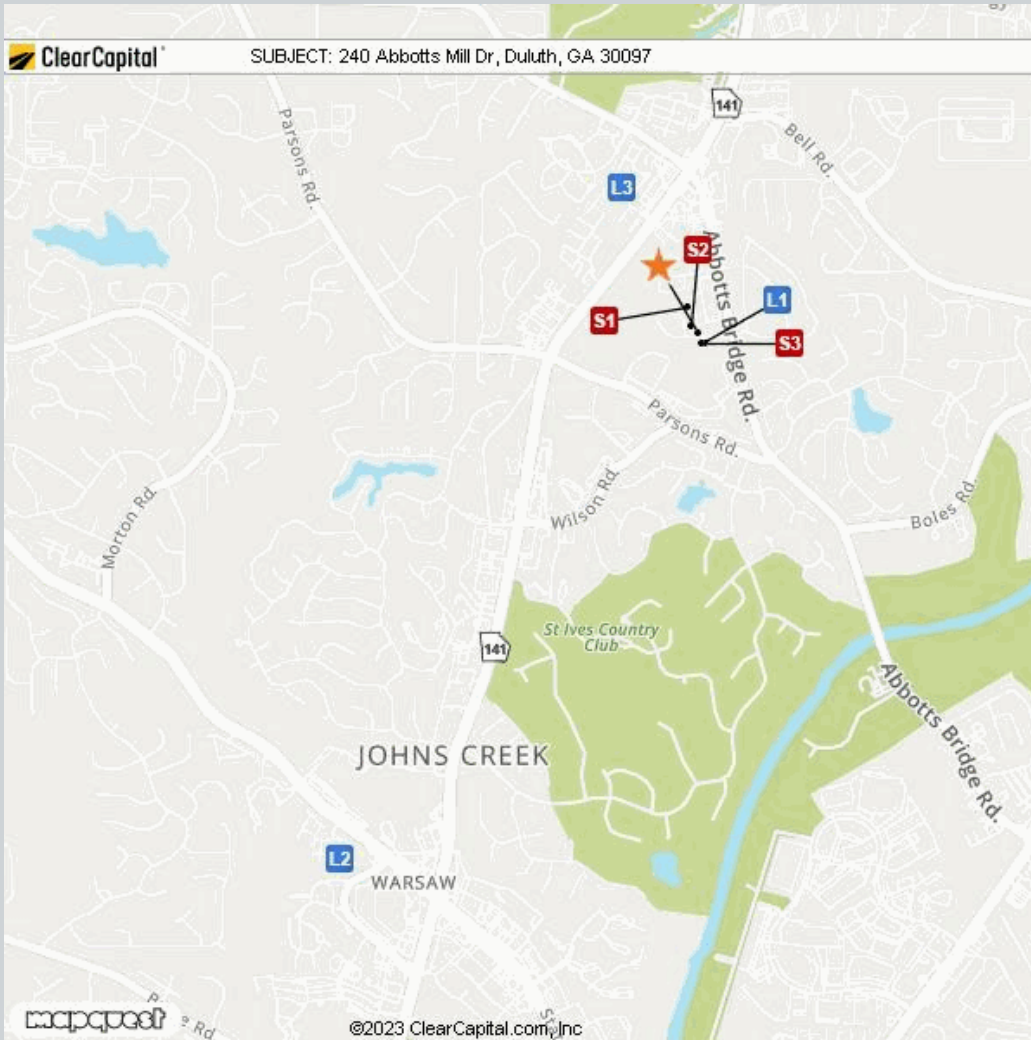 ClearCapital
SUBJECT: 240 Abbotts Mill Dr, Duluth, GA 30097
141
Parsons Rd.
Bell Rd.
L3
S2
Abbotts Bridge Rd.
L1
S1
S3
Parsons Rd.
Morton Rd.
Wilson Rd.
Boles Rd.
St Ives Country
Club
141
Abbotts Bridge Rd.
JOHNS CREEK
L2
WARSAW
mapquest
©2023 ClearCapital.com, Inc